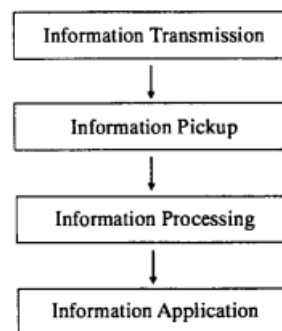 Information Transmission
Information Pickup
Information Processing
Information Application